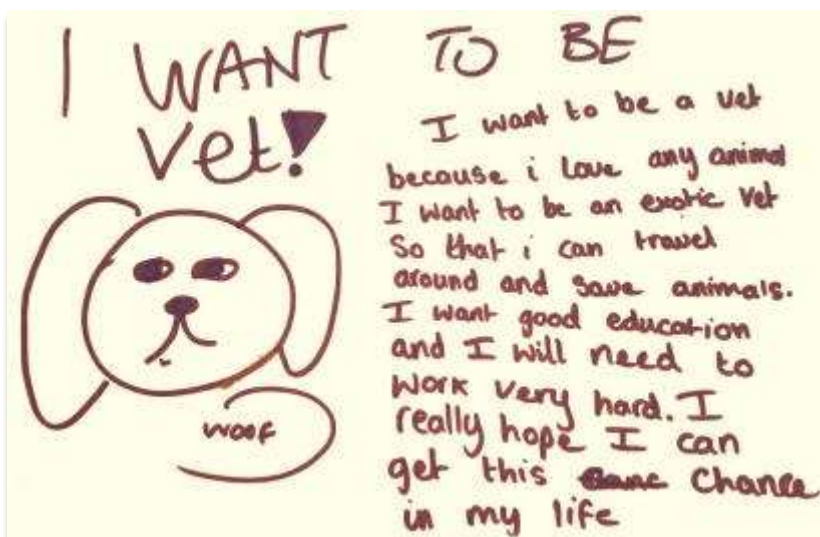 I WANT TO BE
Vet!
I want to be a vet
because i love any animal
I want to be an exotic vet
So that i can travel
around and save animals.
I want good education
and I will need to
work very hard. I
really hope I can
get this chance
in my life
woof